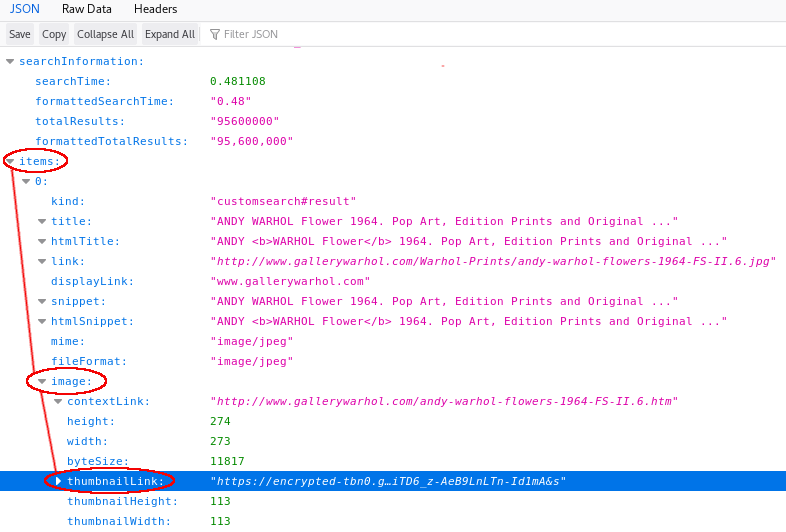 JSON Raw Data Headers
Save Copy Collapse All Expand All Filter JSON
searchInformation:
searchTime: 0.481108
formattedSearchTime: "0.48"
totalResults: "95600000"
formattedTotalResults: "95,600,000"
items:
0:
kind: "customsearch#result"
title: "ANDY WARHOL Flower 1964. Pop Art, Edition Prints and Original ..."
htmlTitle: "ANDY <b>WARHOL Flower</b> 1964. Pop Art, Edition Prints and Original ..."
link: "http://www.gallerywarhol.com/Warhol-Prints/andy-warhol-flowers-1964-FS-II.6.jpg"
displayLink: "www.gallerywarhol.com"
snippet: "ANDY WARHOL Flower 1964. Pop Art, Edition Prints and Original ..."
htmlSnippet: "ANDY <b>WARHOL Flower</b> 1964. Pop Art, Edition Prints and Original ..."
mime: "image/jpeg"
fileFormat: "image/jpeg"
image:
contextLink: "http://www.gallerywarhol.com/andy-warhol-flowers-1964-FS-II.6.htm"
height: 274
width: 273
byteSize: 11817
thumbnailLink: "https://encrypted-tbn0.g…iTD6_z-AeB9LnLTn-Id1mA&s"
thumbnailHeight: 113
thumbnailWidth: 113